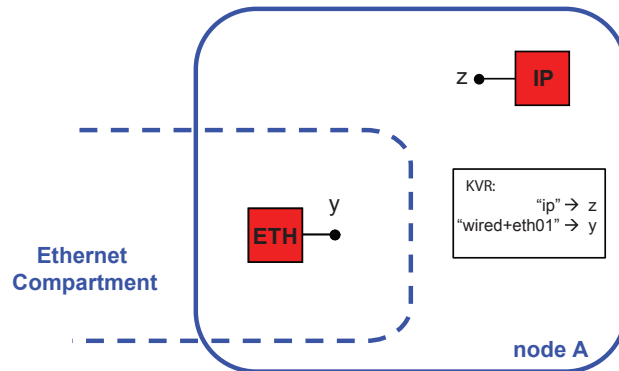 z
IP
KVR:
"ip" → z
"wired+eth01" → y
y
ETH
Ethernet
Compartment
node A